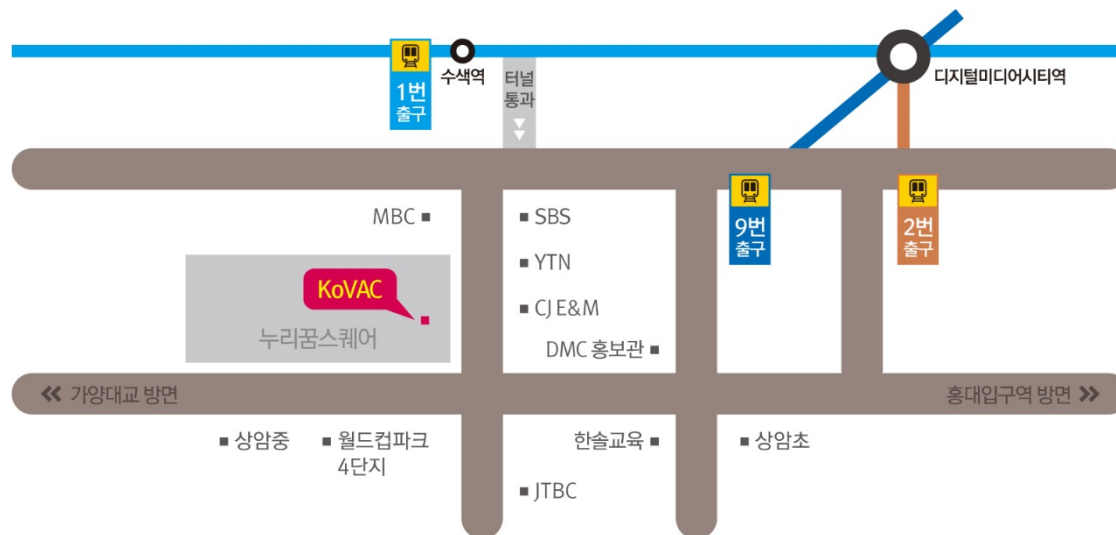 수색역
디지털미디어시티역
1번
출구
터널
통과
9번
출구
2번
출구
MBC
SBS
YTN
KoVAC
누리꿈스퀘어
CJ E&M
DMC 홍보관
가양대교 방면
홍대입구역 방면
상암중
월드컵파크
4단지
한솔교육
상암초
JTBC